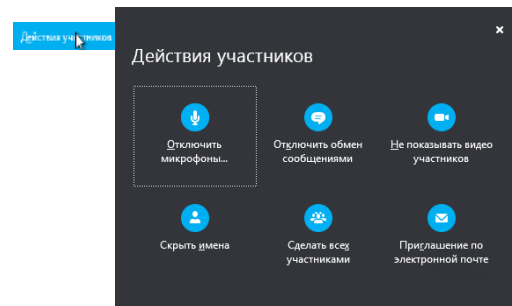 Действия участников
Действия участников
Отключить
микрофоны...
Отключить обмен
сообщениями
Не показывать видео
участников
Скрыть имена
Сделать всех
участниками
Приглашение по
электронной почте